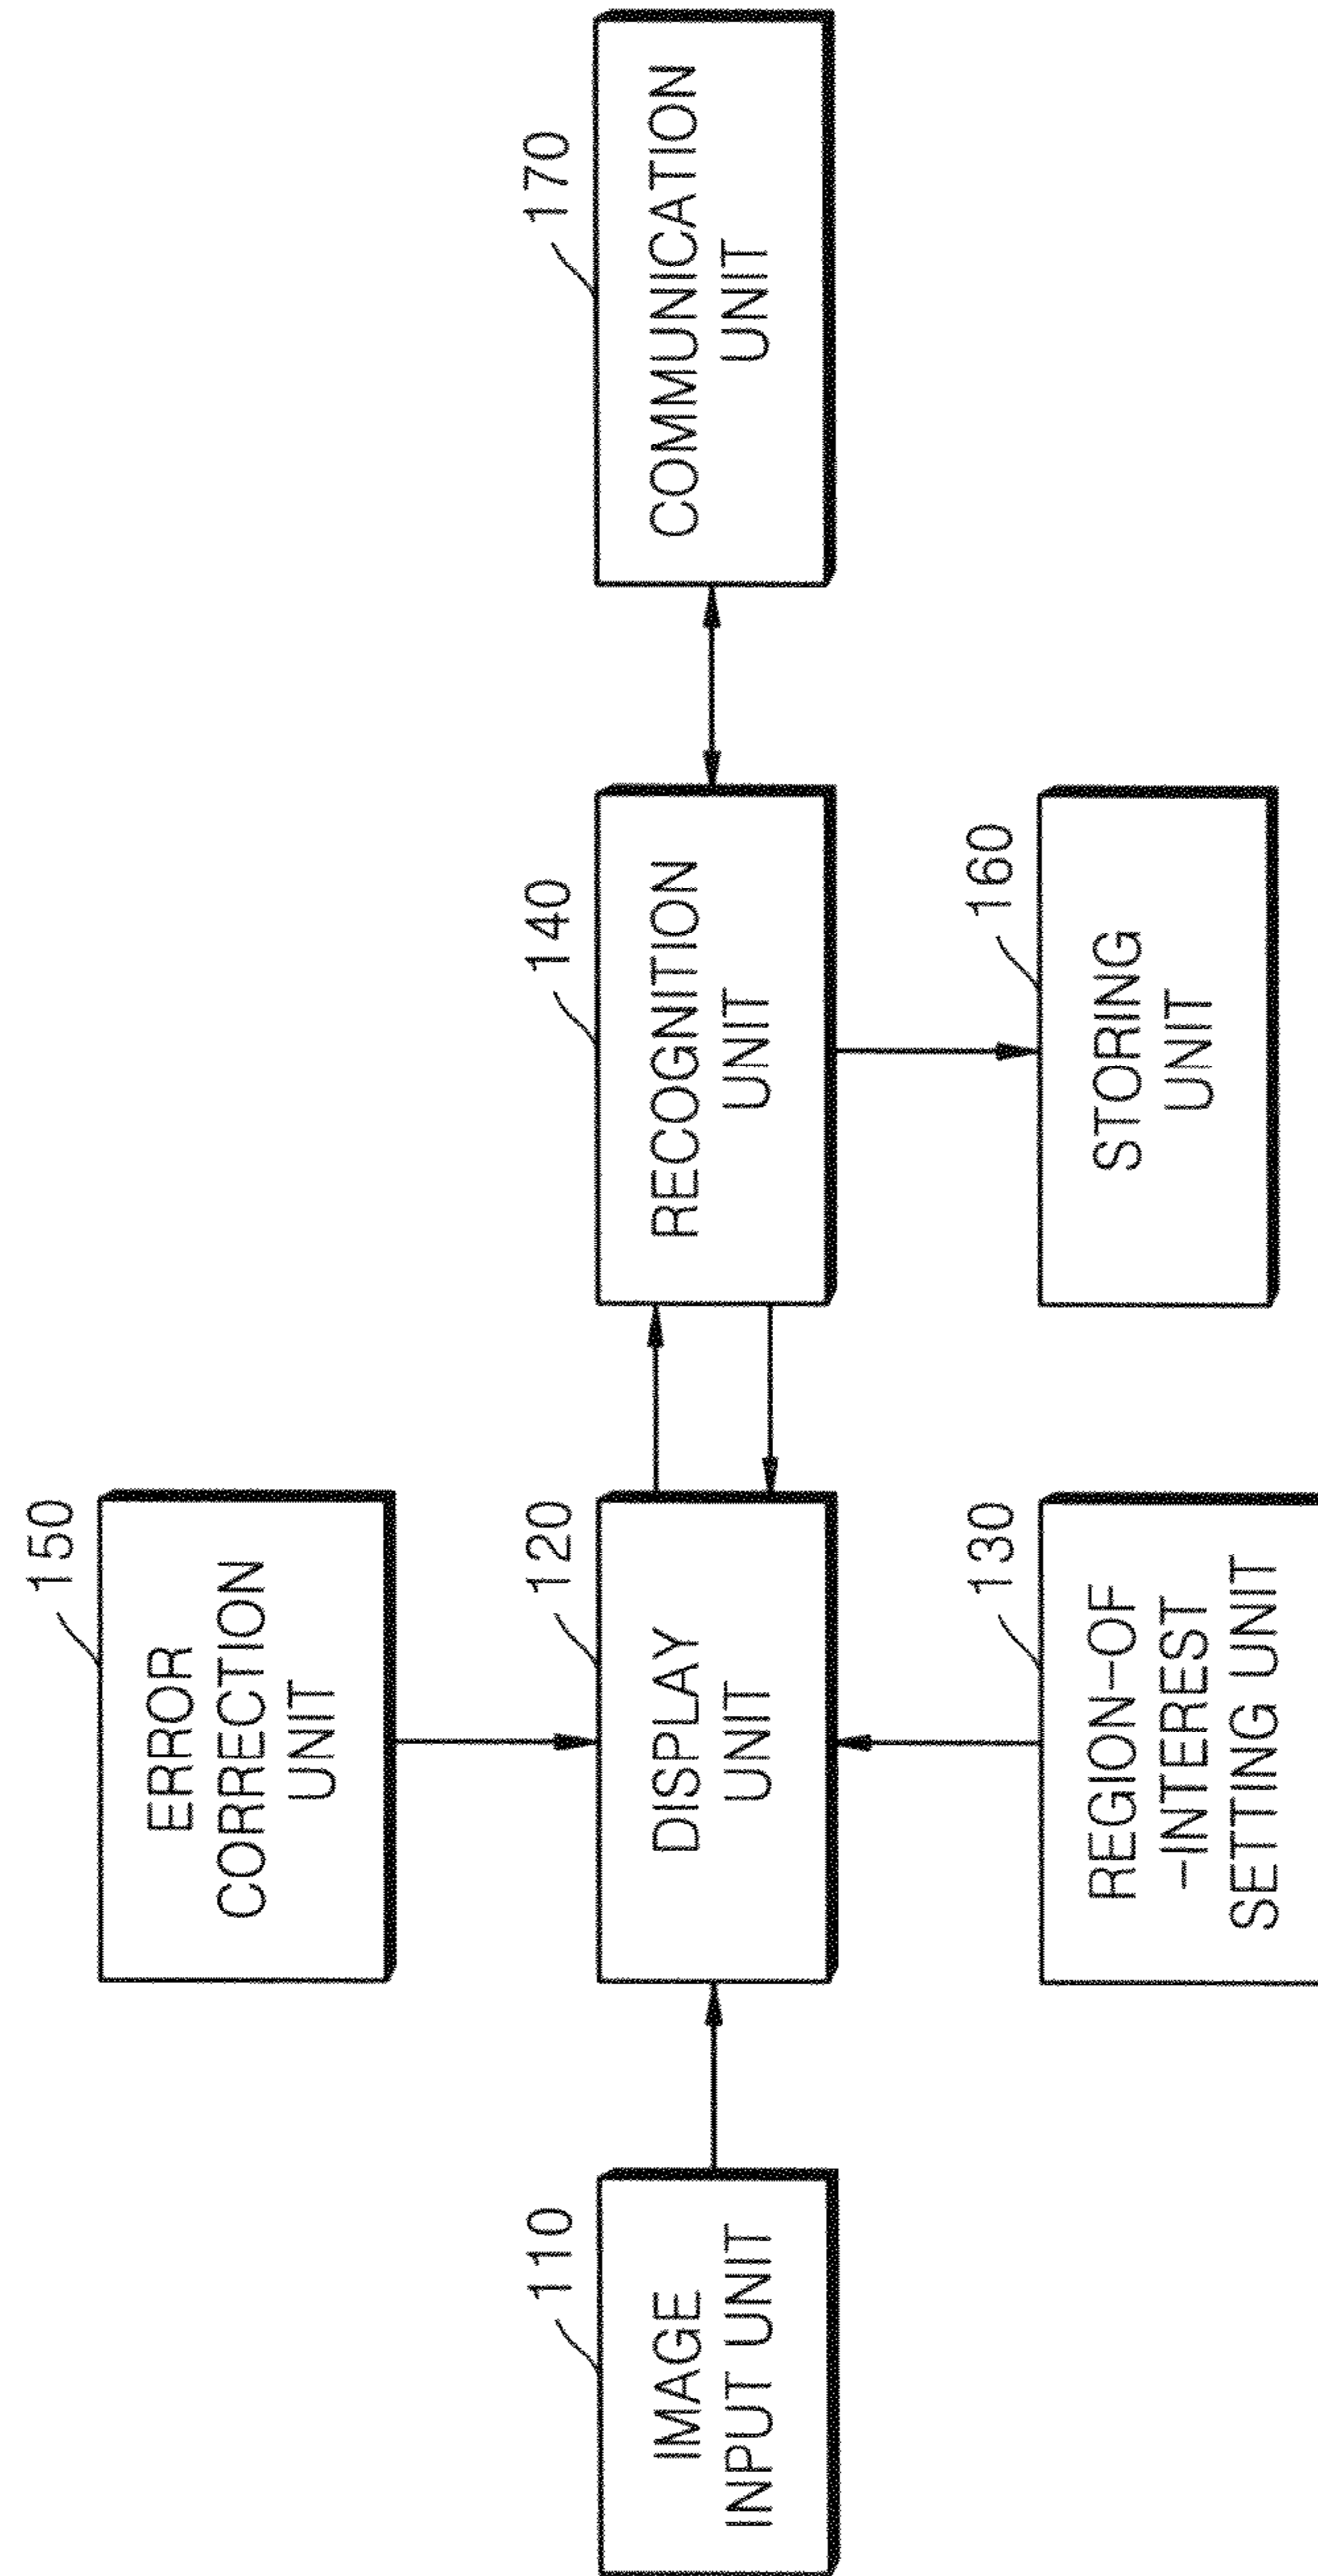 150
ERROR
CORRECTION
UNIT
110
IMAGE
INPUT UNIT
120
DISPLAY
UNIT
140
RECOGNITION
UNIT
170
COMMUNICATION
UNIT
130
REGION-OF
-INTEREST
SETTING UNIT
160
STORING
UNIT